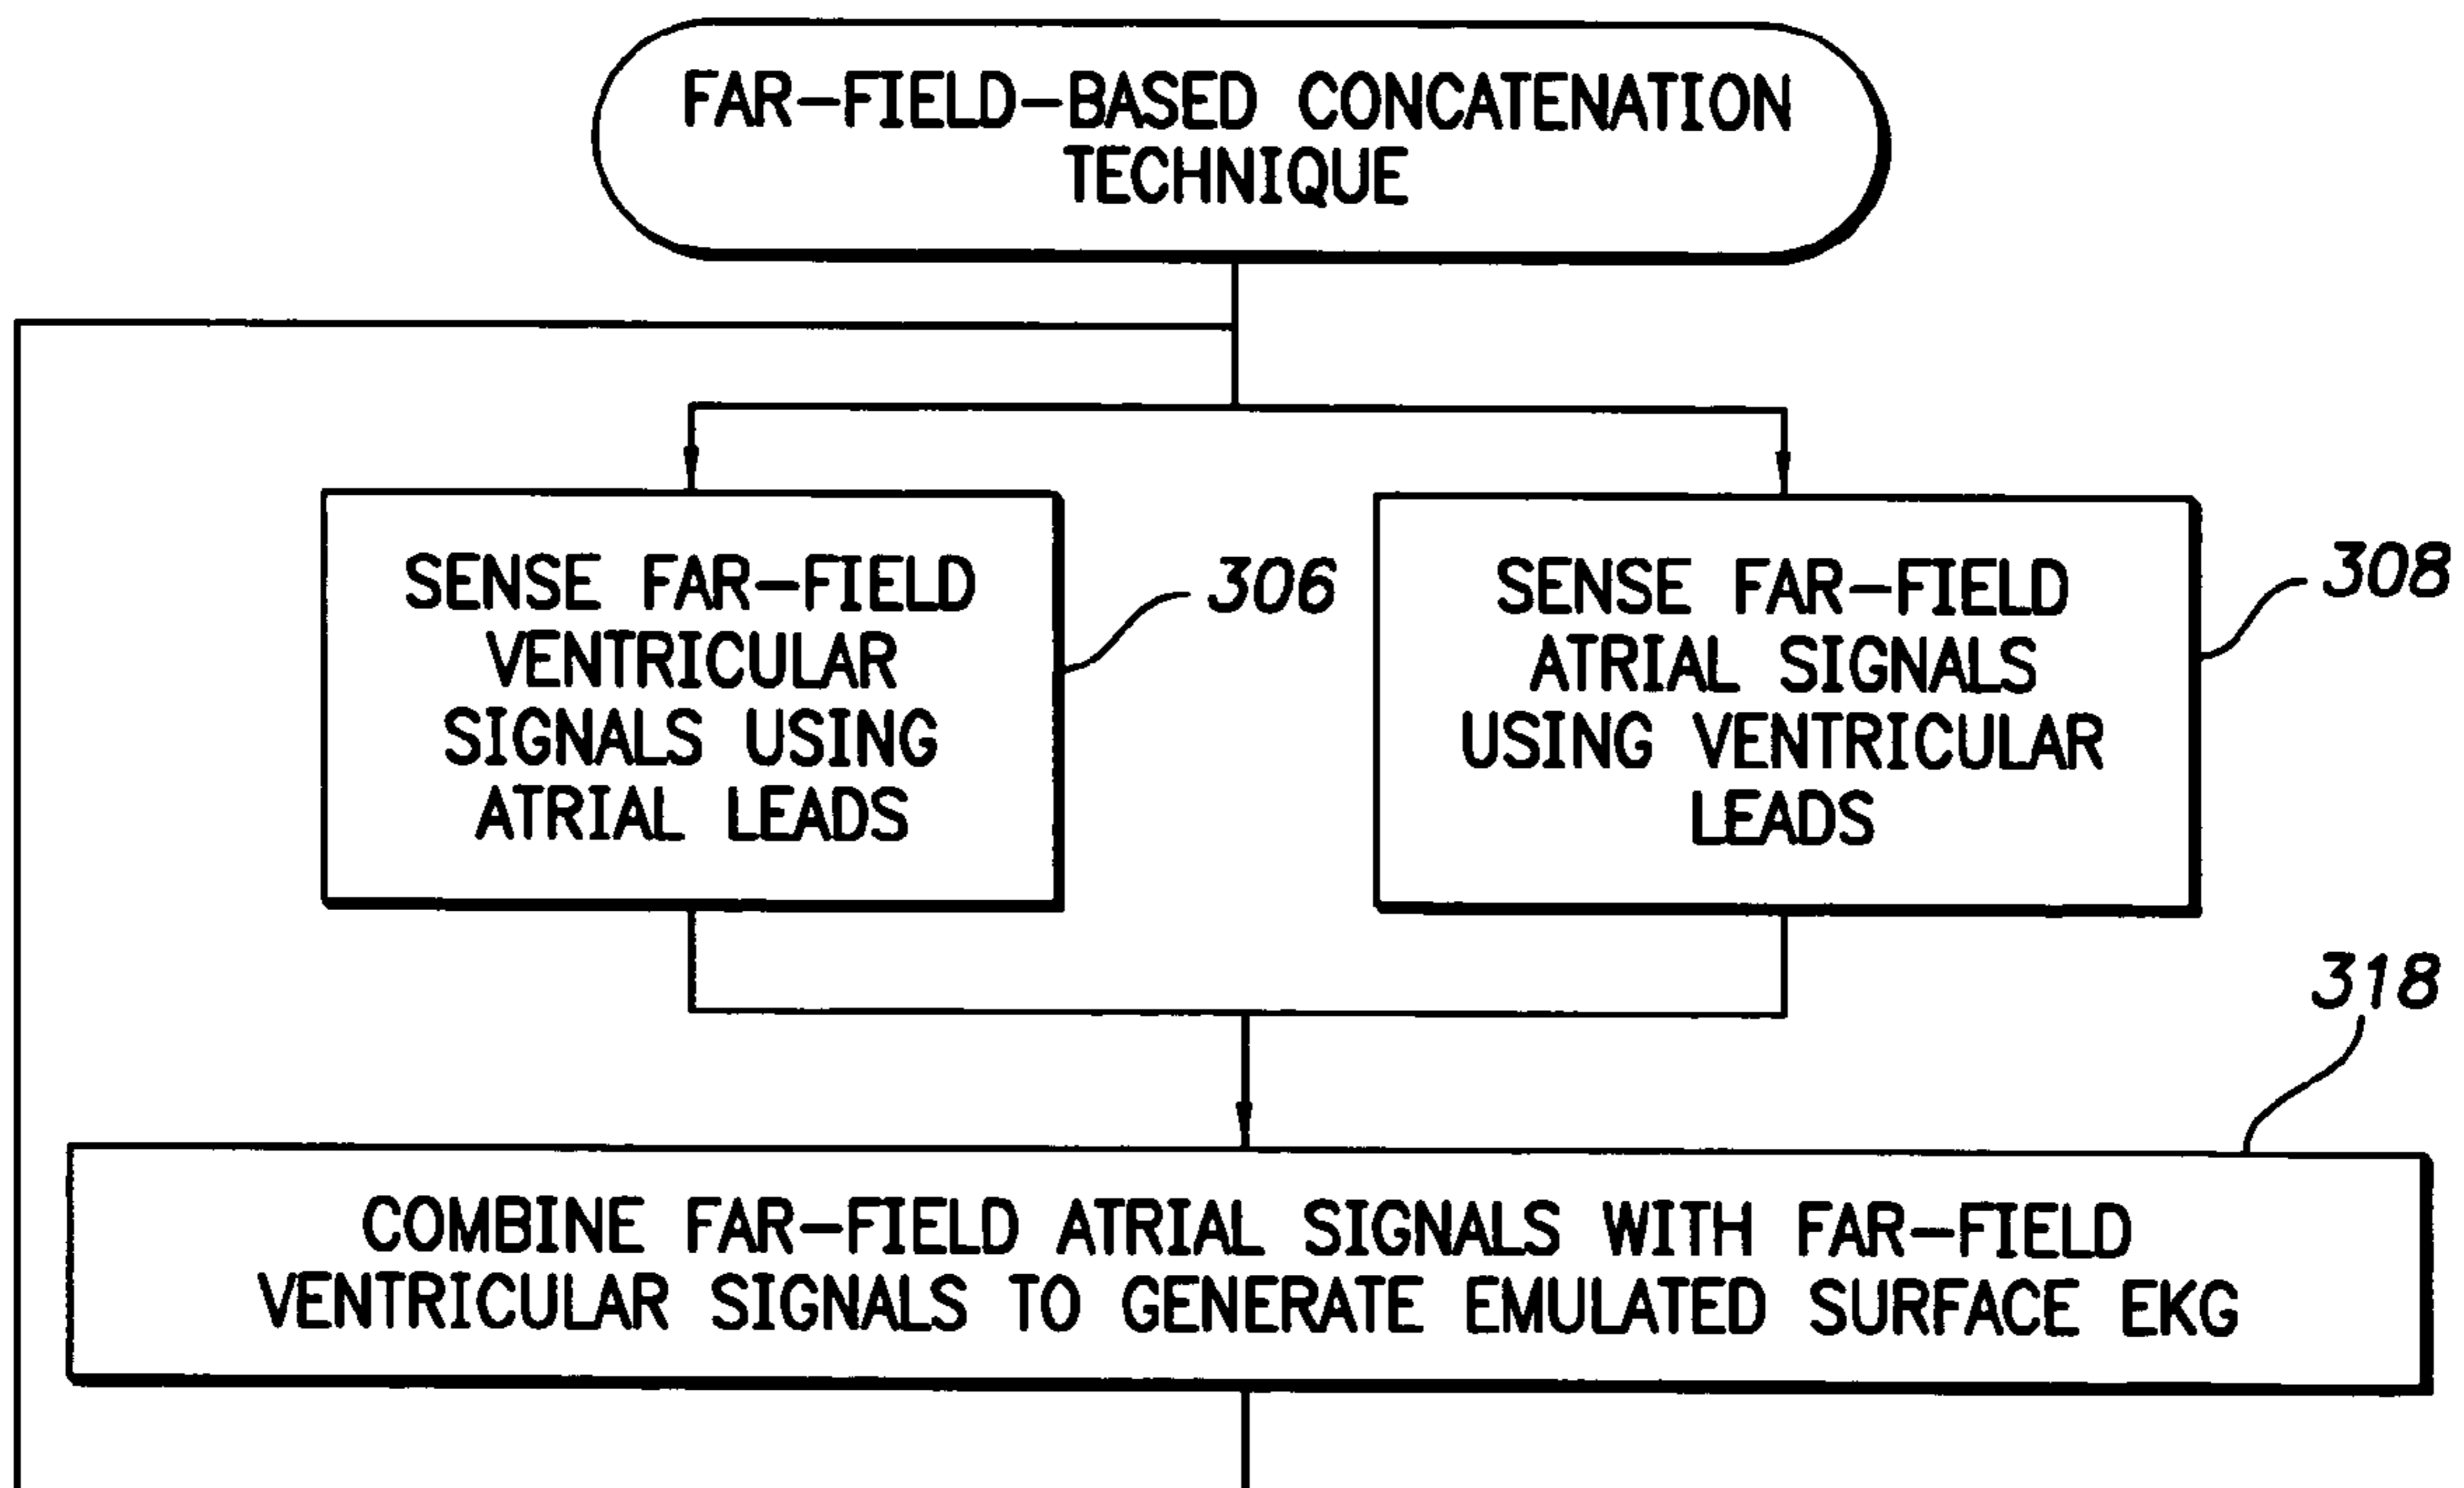 FAR-FIELD-BASED CONCATENATION
TECHNIQUE
SENSE FAR-FIELD
VENTRICULAR
SIGNALS USING
ATRIAL LEADS
306
SENSE FAR-FIELD
ATRIAL SIGNALS
USING VENTRICULAR
LEADS
308
318
COMBINE FAR-FIELD ATRIAL SIGNALS WITH FAR-FIELD
VENTRICULAR SIGNALS TO GENERATE EMULATED SURFACE EKG